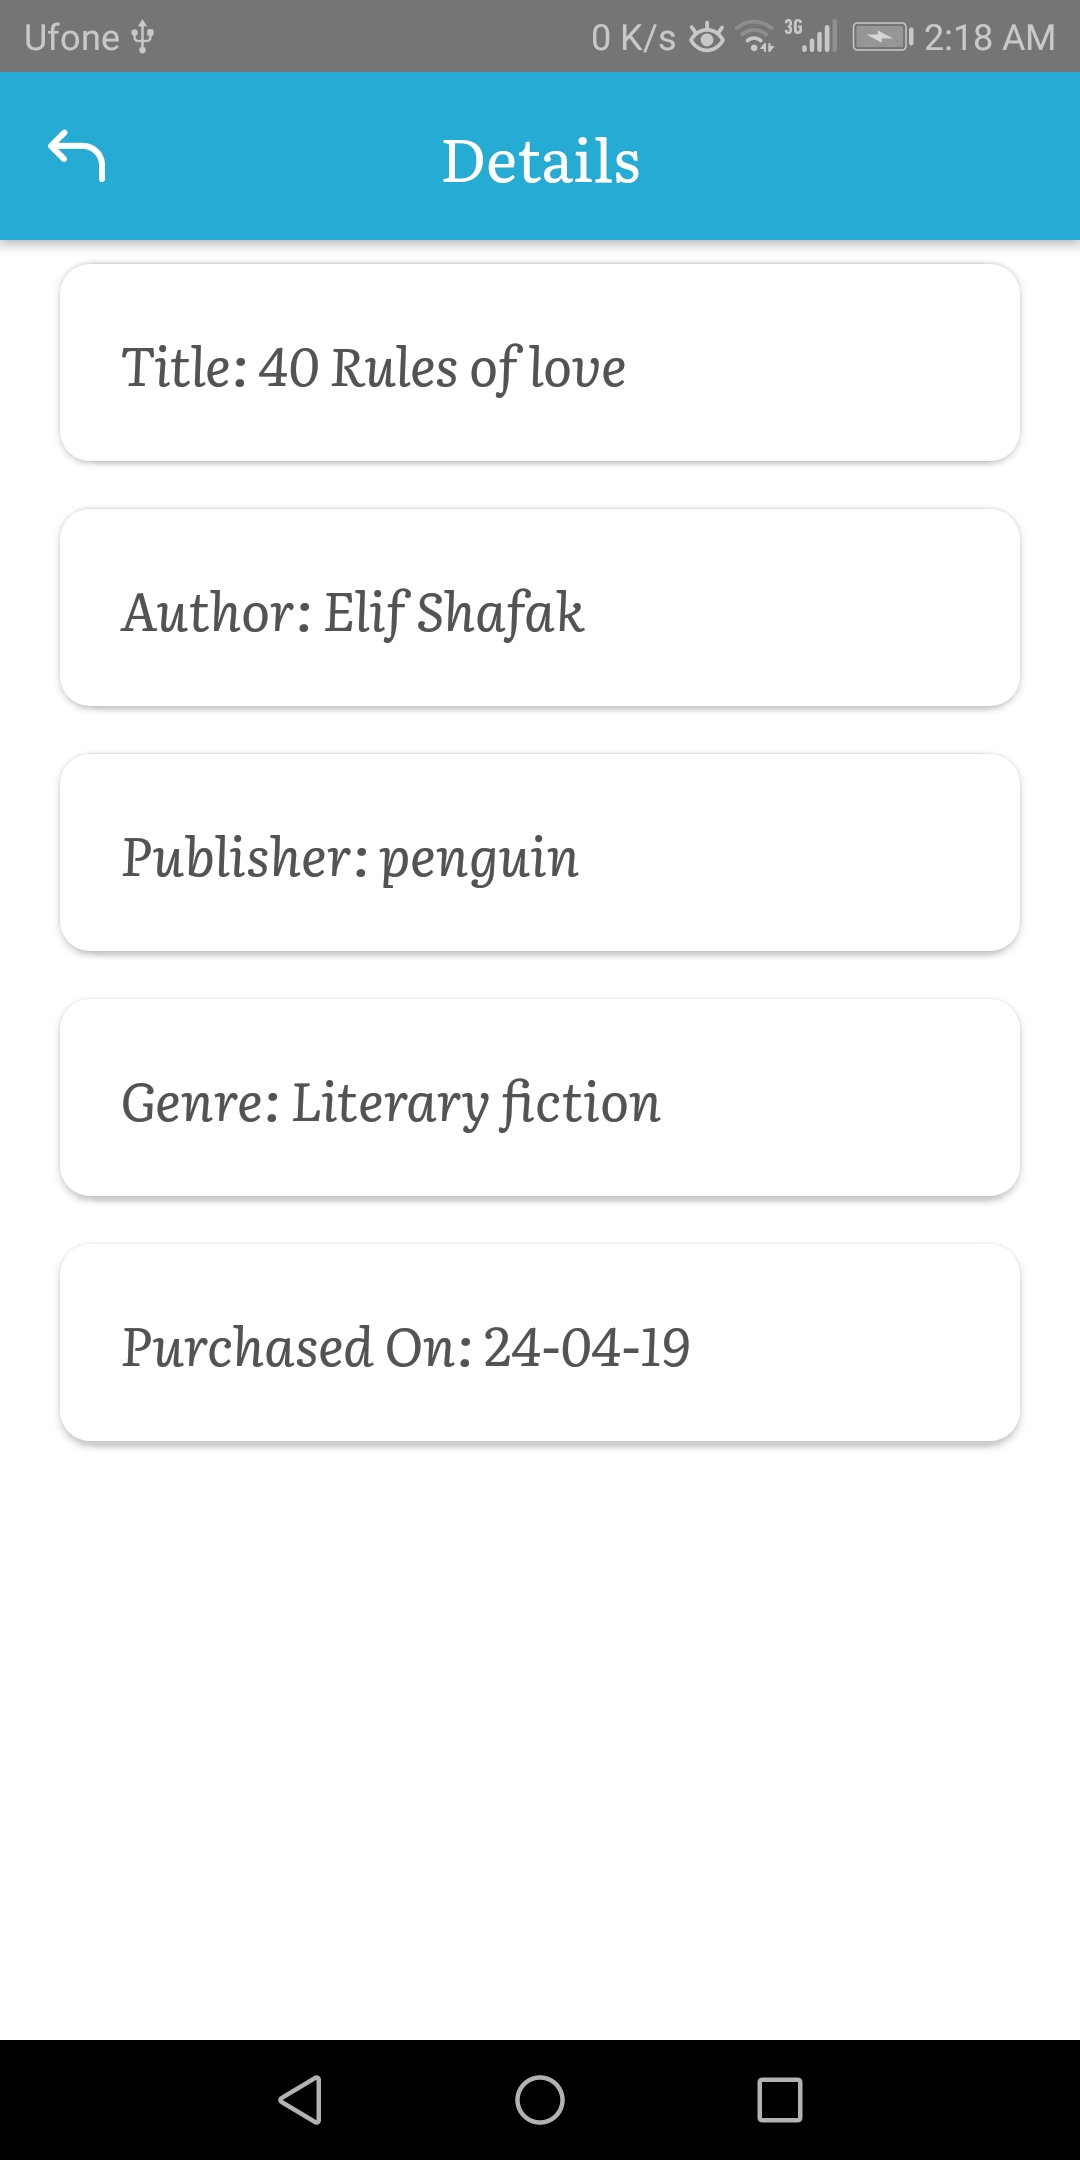 Ufone 0 K/s 3G 2:18 AM
Details
Title: 40 Rules of love
Author: Elif Shafak
Publisher: penguin
Genre: Literary fiction
Purchased On: 24-04-19